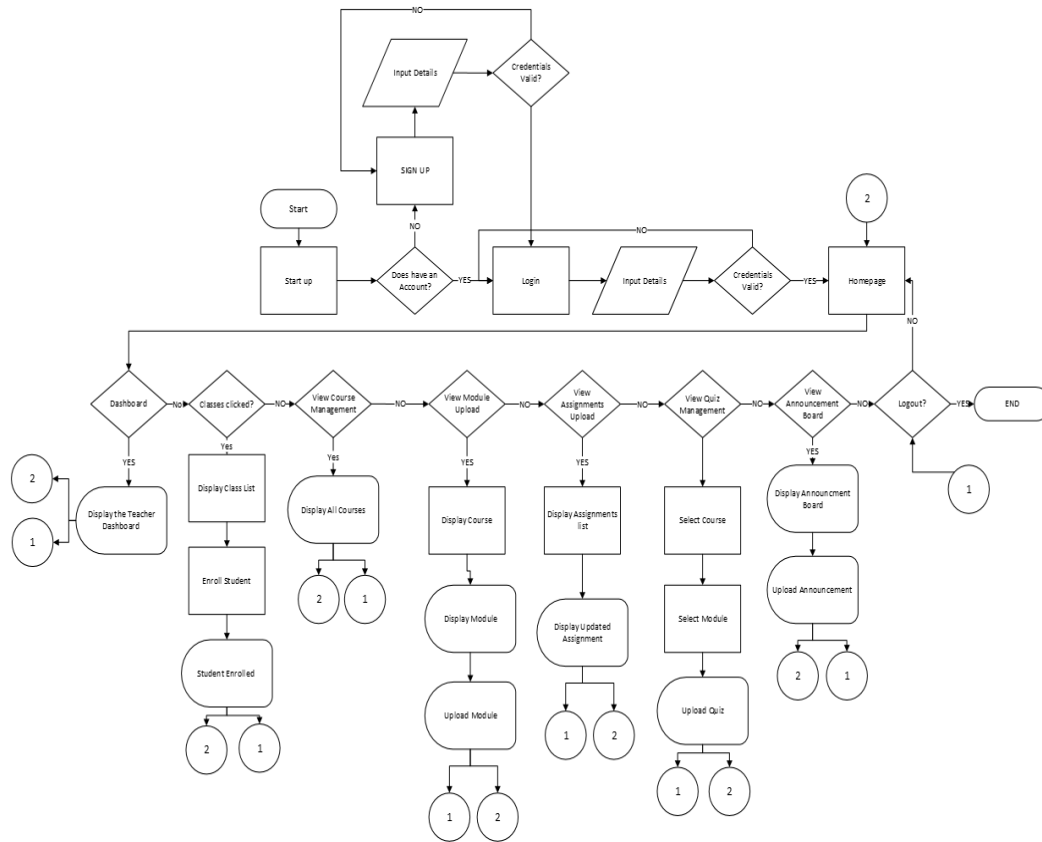 NO
Input Details
Credentials
Valid?
SIGN UP
Start
NO
2
NO
Start up
Does have an
Account?
YES
Login
Input Details
Credentials
Valid?
YES
Homepage
NO
Dashboard
No
Classes clicked?
NO
View Course
Management
NO
View Module
Upload
NO
View
Assignments
Upload
NO
View Quiz
Management
NO
View
Announcement
Board
NO
Logout?
YES
END
YES
Yes
Yes
YES
YES
YES
2
1
Display the Teacher
Dashboard
Display Class List
Display All Courses
Display Course
Display Assignments
list
Select Course
Display Announcment
Board
1
Enroll Student
2
1
Display Module
Display Updated
Assignment
Select Module
Upload Announcement
Student Enrolled
Upload Module
Upload Quiz
2
1
2
1
1
2
1
2
1
2